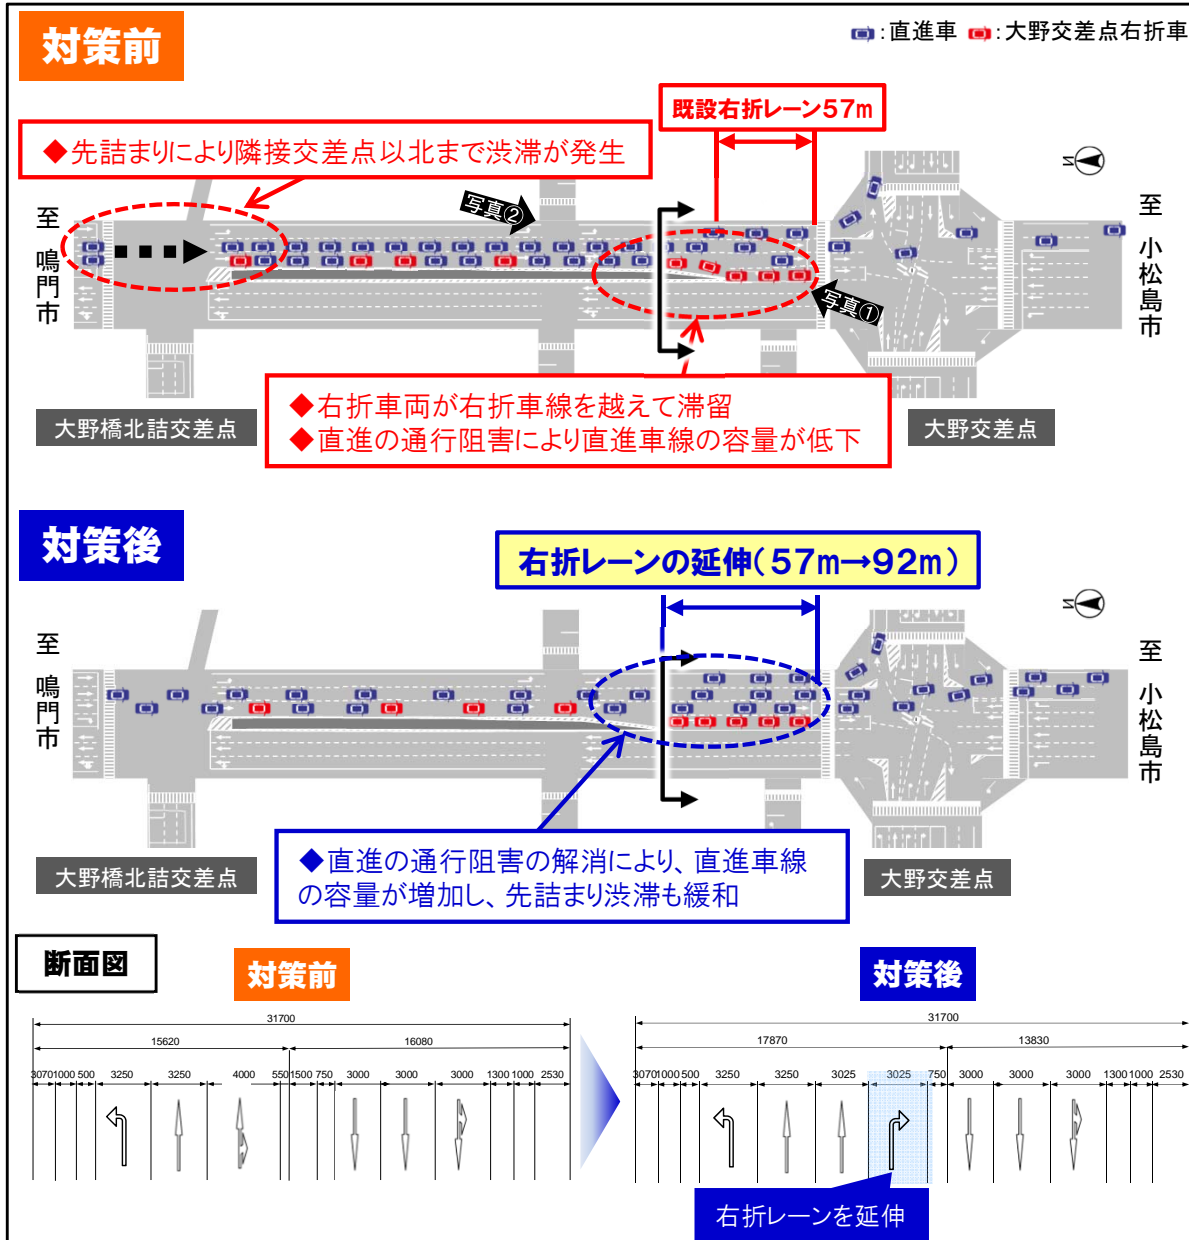 対策前
:直進車 :大野交差点右折車
既設右折レーン57m
◆先詰まりにより隣接交差点以北まで渋滞が発生
N
写真②
至 鳴門市
至 小松島市
写真①
◆右折車両が右折車線を越えて滞留
◆直進の通行阻害により直進車線の容量が低下
大野橋北詰交差点
大野交差点
対策後
右折レーンの延伸(57m→92m)
N
至 鳴門市
至 小松島市
◆直進の通行阻害の解消により、直進車線
の容量が増加し、先詰まり渋滞も緩和
大野橋北詰交差点
大野交差点
断面図
対策前
31700
15620 16080
3070 1000 500 3250 3250 4000 550 1500 750 3000 3000 3000 1300 1000 2530
対策後
31700
17870 13830
3070 1000 500 3250 3250 3025 3025 750 3000 3000 3000 1300 1000 2530
右折レーンを延伸